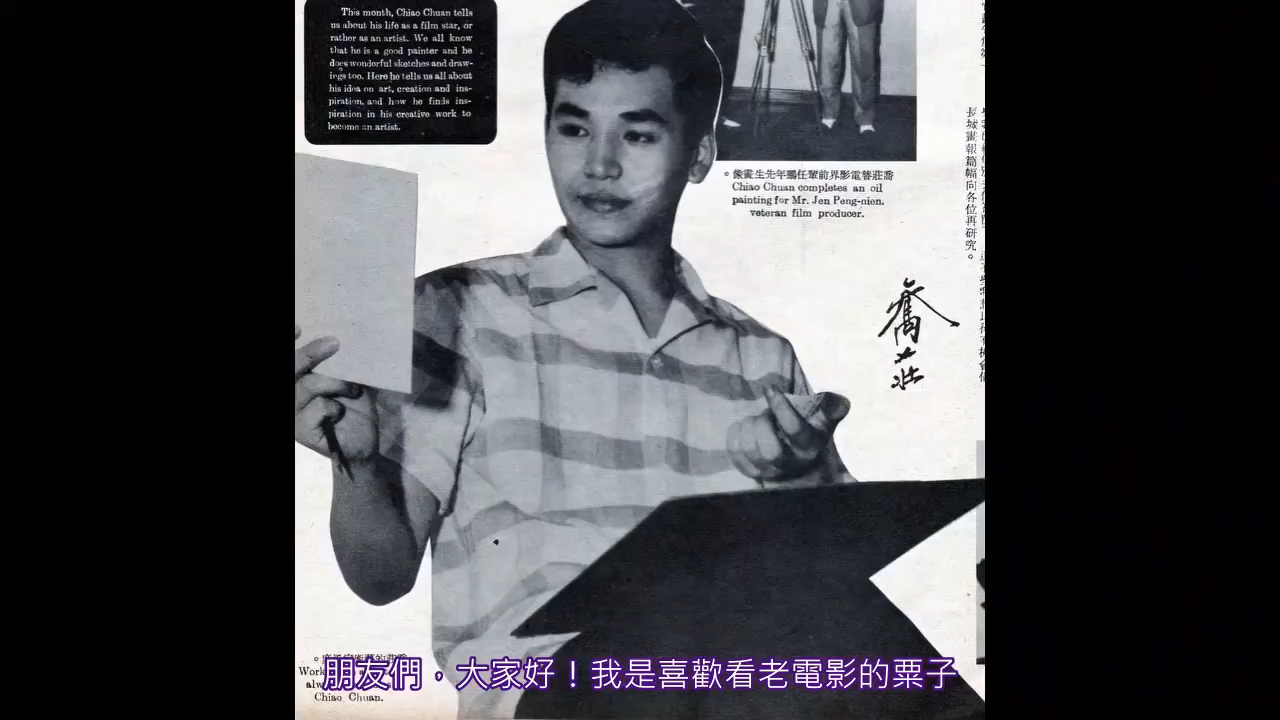 This month, Chiao Chuan tells
us about his life as a film star, or
rather as an artist. We all know
that he is a good painter and he
does wonderful sketches and draw-
ings too. Here he tells us all about
his idea on art, creation and ins-
piration, and how he finds ins-
piration in his creative work to
become an artist.
。像畫生先年鵬任輩前界影電替莊喬
Chiao Chuan completes an oil
painting for Mr. Jen Peng-nien,
veteran film producer.
長城畫報篇幅向各位再研究。
喬莊
Chiao Chuan.
朋友們，大家好！我是喜歡看老電影的粟子